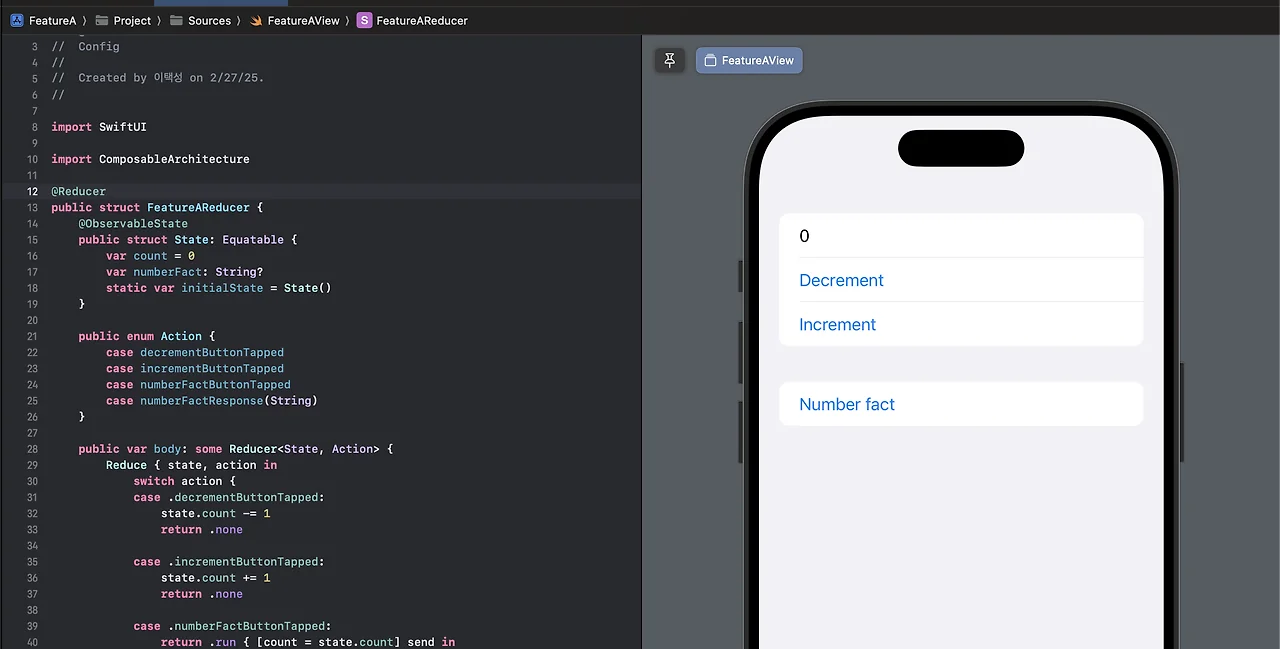 FeatureA 〉 Project 〉 Sources 〉 FeatureAView 〉 S FeatureAReducer
3 //  Config
4 //
5 //  Created by 이택성 on 2/27/25.
6 //
7
8 import SwiftUI
9
10 import ComposableArchitecture
11
12 @Reducer
13 public struct FeatureAReducer {
14     @ObservableState
15     public struct State: Equatable {
16         var count = 0
17         var numberFact: String?
18         static var initialState = State()
19     }
20
21     public enum Action {
22         case decrementButtonTapped
23         case incrementButtonTapped
24         case numberFactButtonTapped
25         case numberFactResponse(String)
26     }
27
28     public var body: some Reducer<State, Action> {
29         Reduce { state, action in
30             switch action {
31             case .decrementButtonTapped:
32                 state.count -= 1
33                 return .none
34
35             case .incrementButtonTapped:
36                 state.count += 1
37                 return .none
38
39             case .numberFactButtonTapped:
40                 return .run { [count = state.count] send in
FeatureAView
0
Decrement
Increment
Number fact